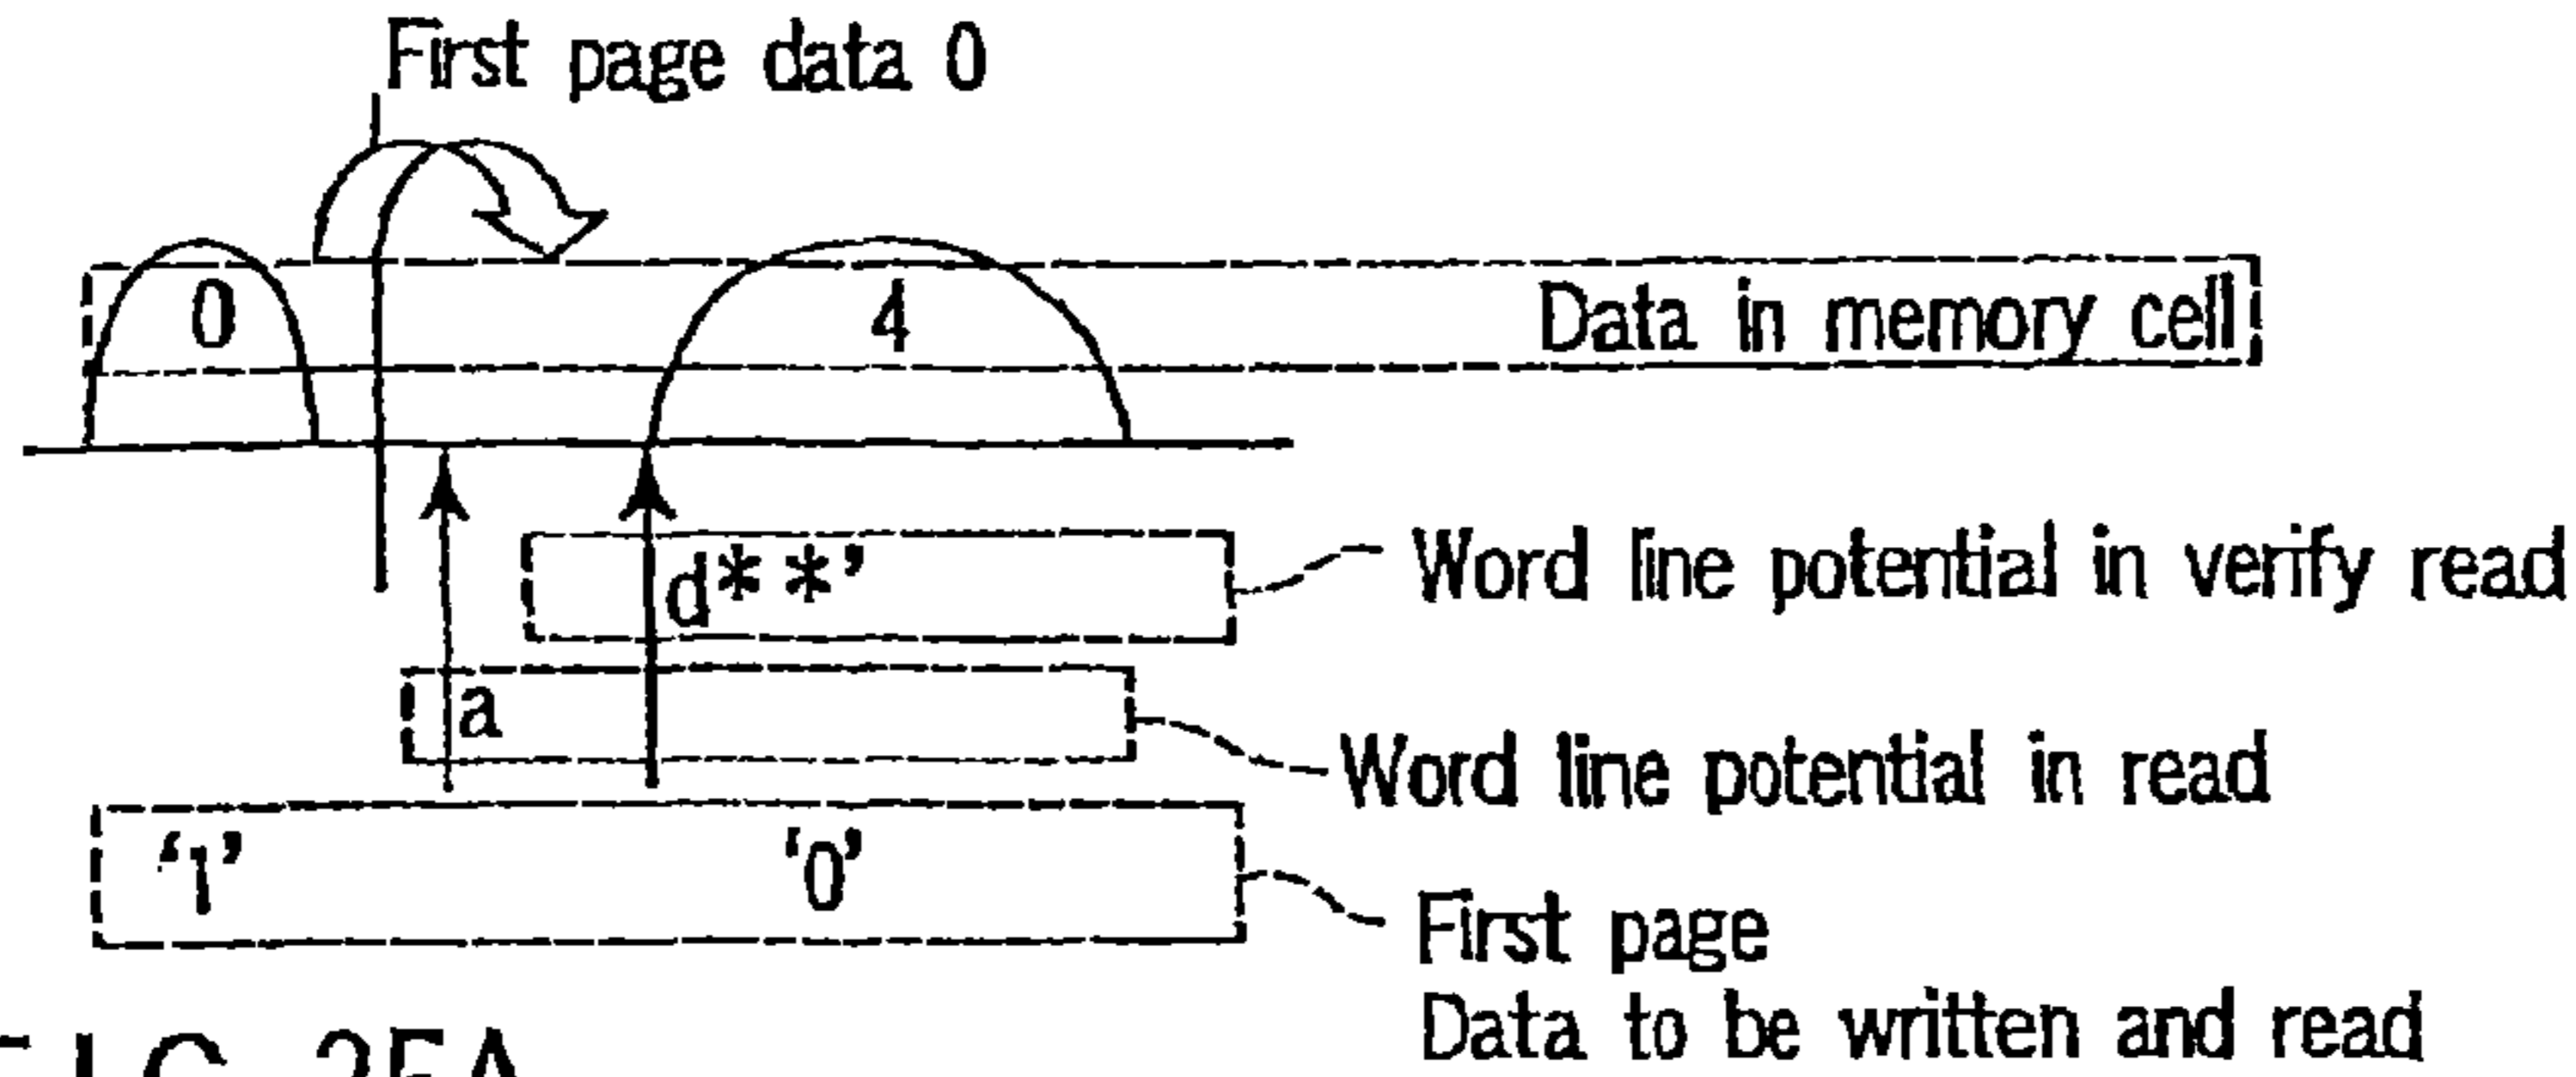 First page data 0
0 4 Data in memory cell
d**’ Word line potential in verify read
a
Word line potential in read
‘1’ ‘0’
First page
Data to be written and read